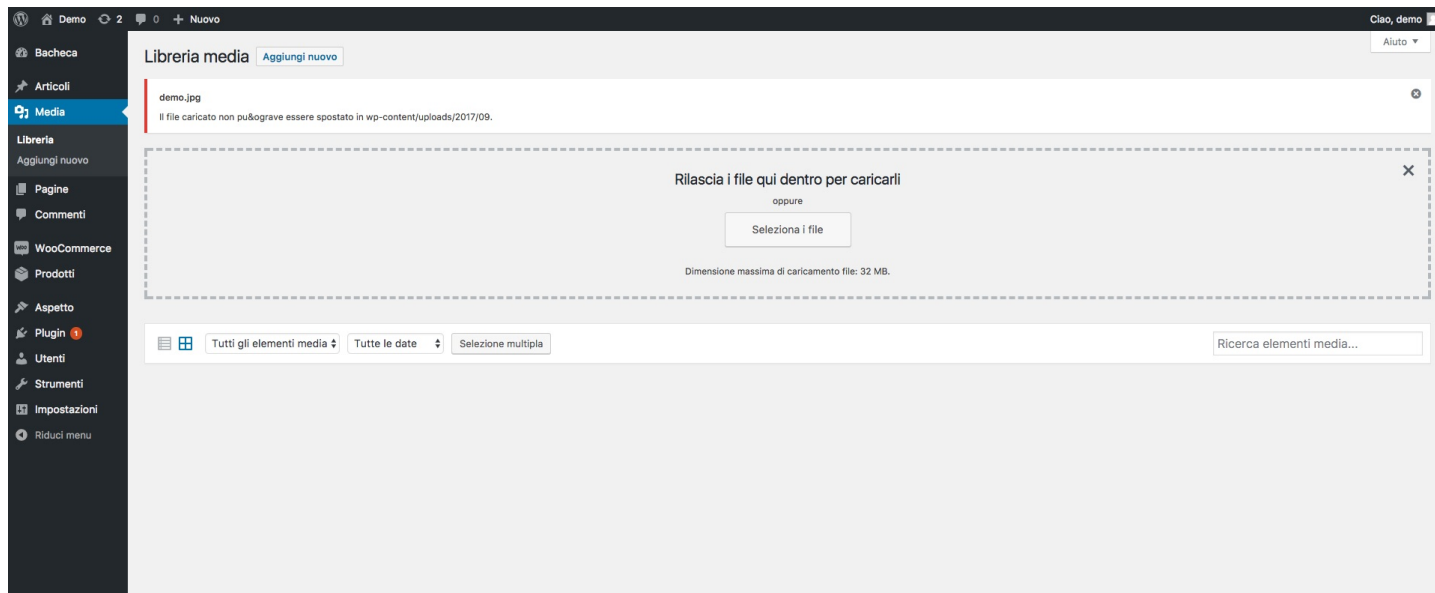 Demo 2 0 + Nuovo Ciao, demo
Bacheca
Articoli
Media
Libreria
Aggiungi nuovo
Pagine
Commenti
WooCommerce
Prodotti
Aspetto
Plugin 1
Utenti
Strumenti
Impostazioni
Riduci menu
Aiuto
Libreria media Aggiungi nuovo
demo.jpg
Il file caricato non pu&ograve essere spostato in wp-content/uploads/2017/09.
Rilascia i file qui dentro per caricarli
oppure
Seleziona i file
Dimensione massima di caricamento file: 32 MB.
Tutti gli elementi media Tutte le date Selezione multipla Ricerca elementi media...